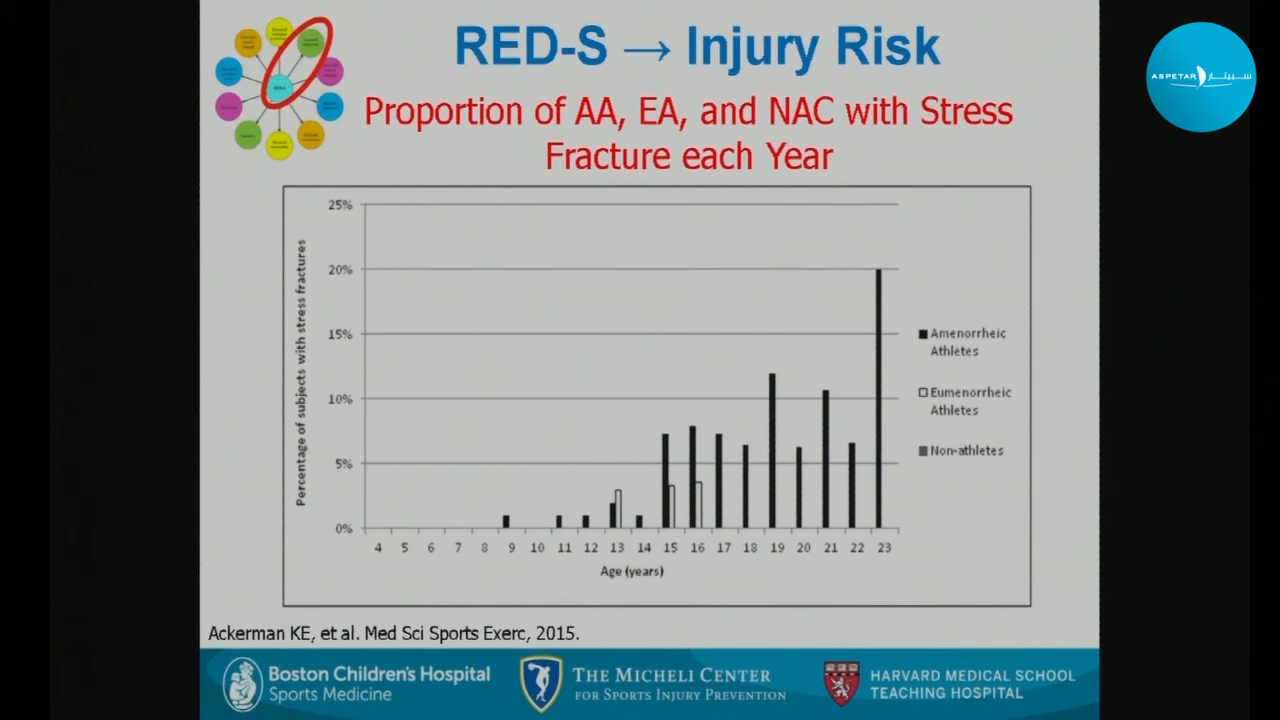 RED-S → Injury Risk
Proportion of AA, EA, and NAC with Stress
Fracture each Year
ASPETAR سبيتار
25%
20%
15%
10%
5%
0%
Percentage of subjects with stress fractures
4 5 6 7 8 9 10 11 12 13 14 15 16 17 18 19 20 21 22 23
Age (years)
Amenorrheic
Athletes
Eumenorrheic
Athletes
Non-athletes
Ackerman KE, et al. Med Sci Sports Exerc, 2015.
Boston Children's Hospital
Sports Medicine
THE MICHELI CENTER
FOR SPORTS INJURY PREVENTION
HARVARD MEDICAL SCHOOL
TEACHING HOSPITAL